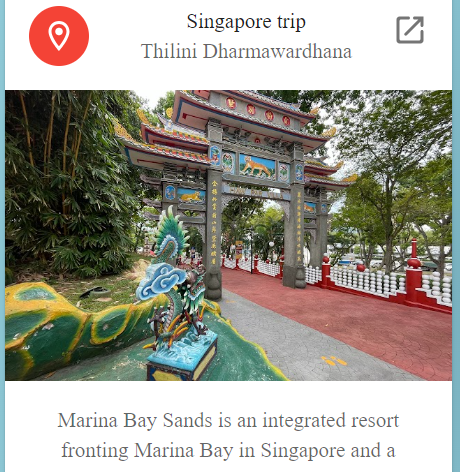 Singapore trip
Thilini Dharmawardhana
Marina Bay Sands is an integrated resort
fronting Marina Bay in Singapore and a